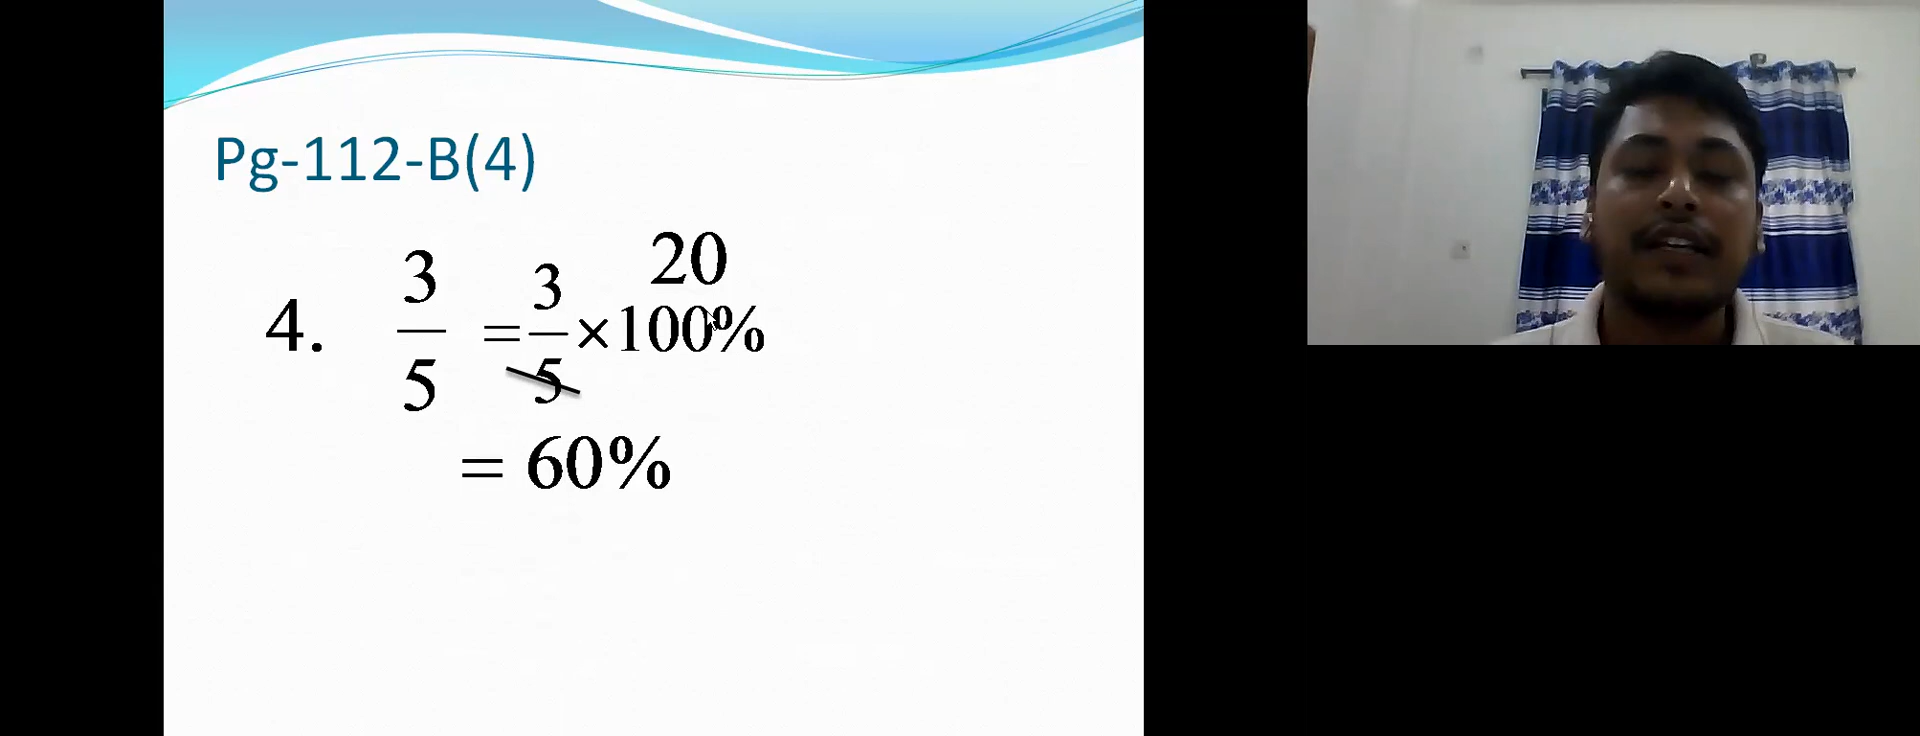 Pg-112-B(4)
4. 3/5 = 3/5 × 100%
20
= 60%